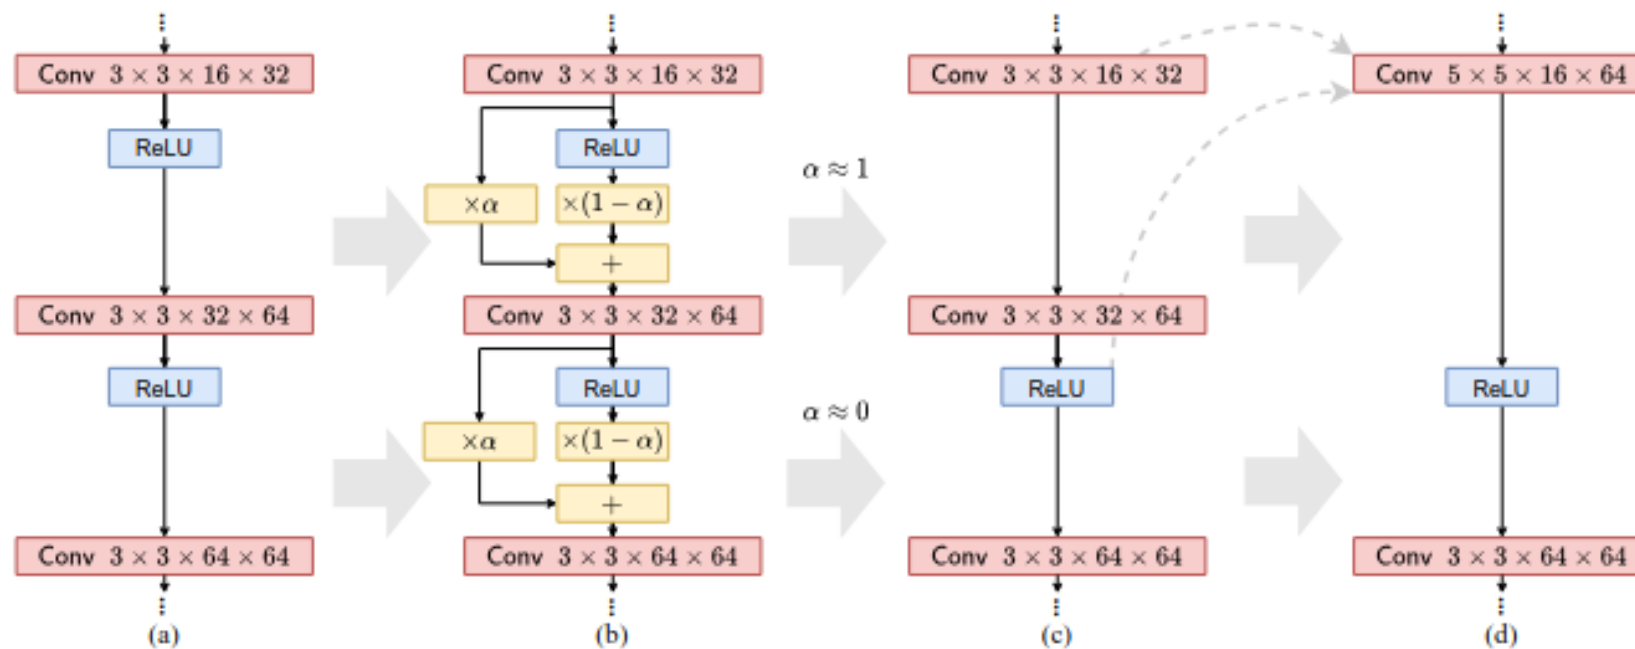 Conv 3 × 3 × 16 × 32
ReLU
Conv 3 × 3 × 32 × 64
ReLU
Conv 3 × 3 × 64 × 64
(a)
Conv 3 × 3 × 16 × 32
ReLU
×α
×(1 − α)
+
Conv 3 × 3 × 32 × 64
ReLU
×α
×(1 − α)
+
Conv 3 × 3 × 64 × 64
(b)
α ≈ 1
α ≈ 0
Conv 3 × 3 × 16 × 32
Conv 3 × 3 × 32 × 64
ReLU
Conv 3 × 3 × 64 × 64
(c)
Conv 5 × 5 × 16 × 64
ReLU
Conv 3 × 3 × 64 × 64
(d)